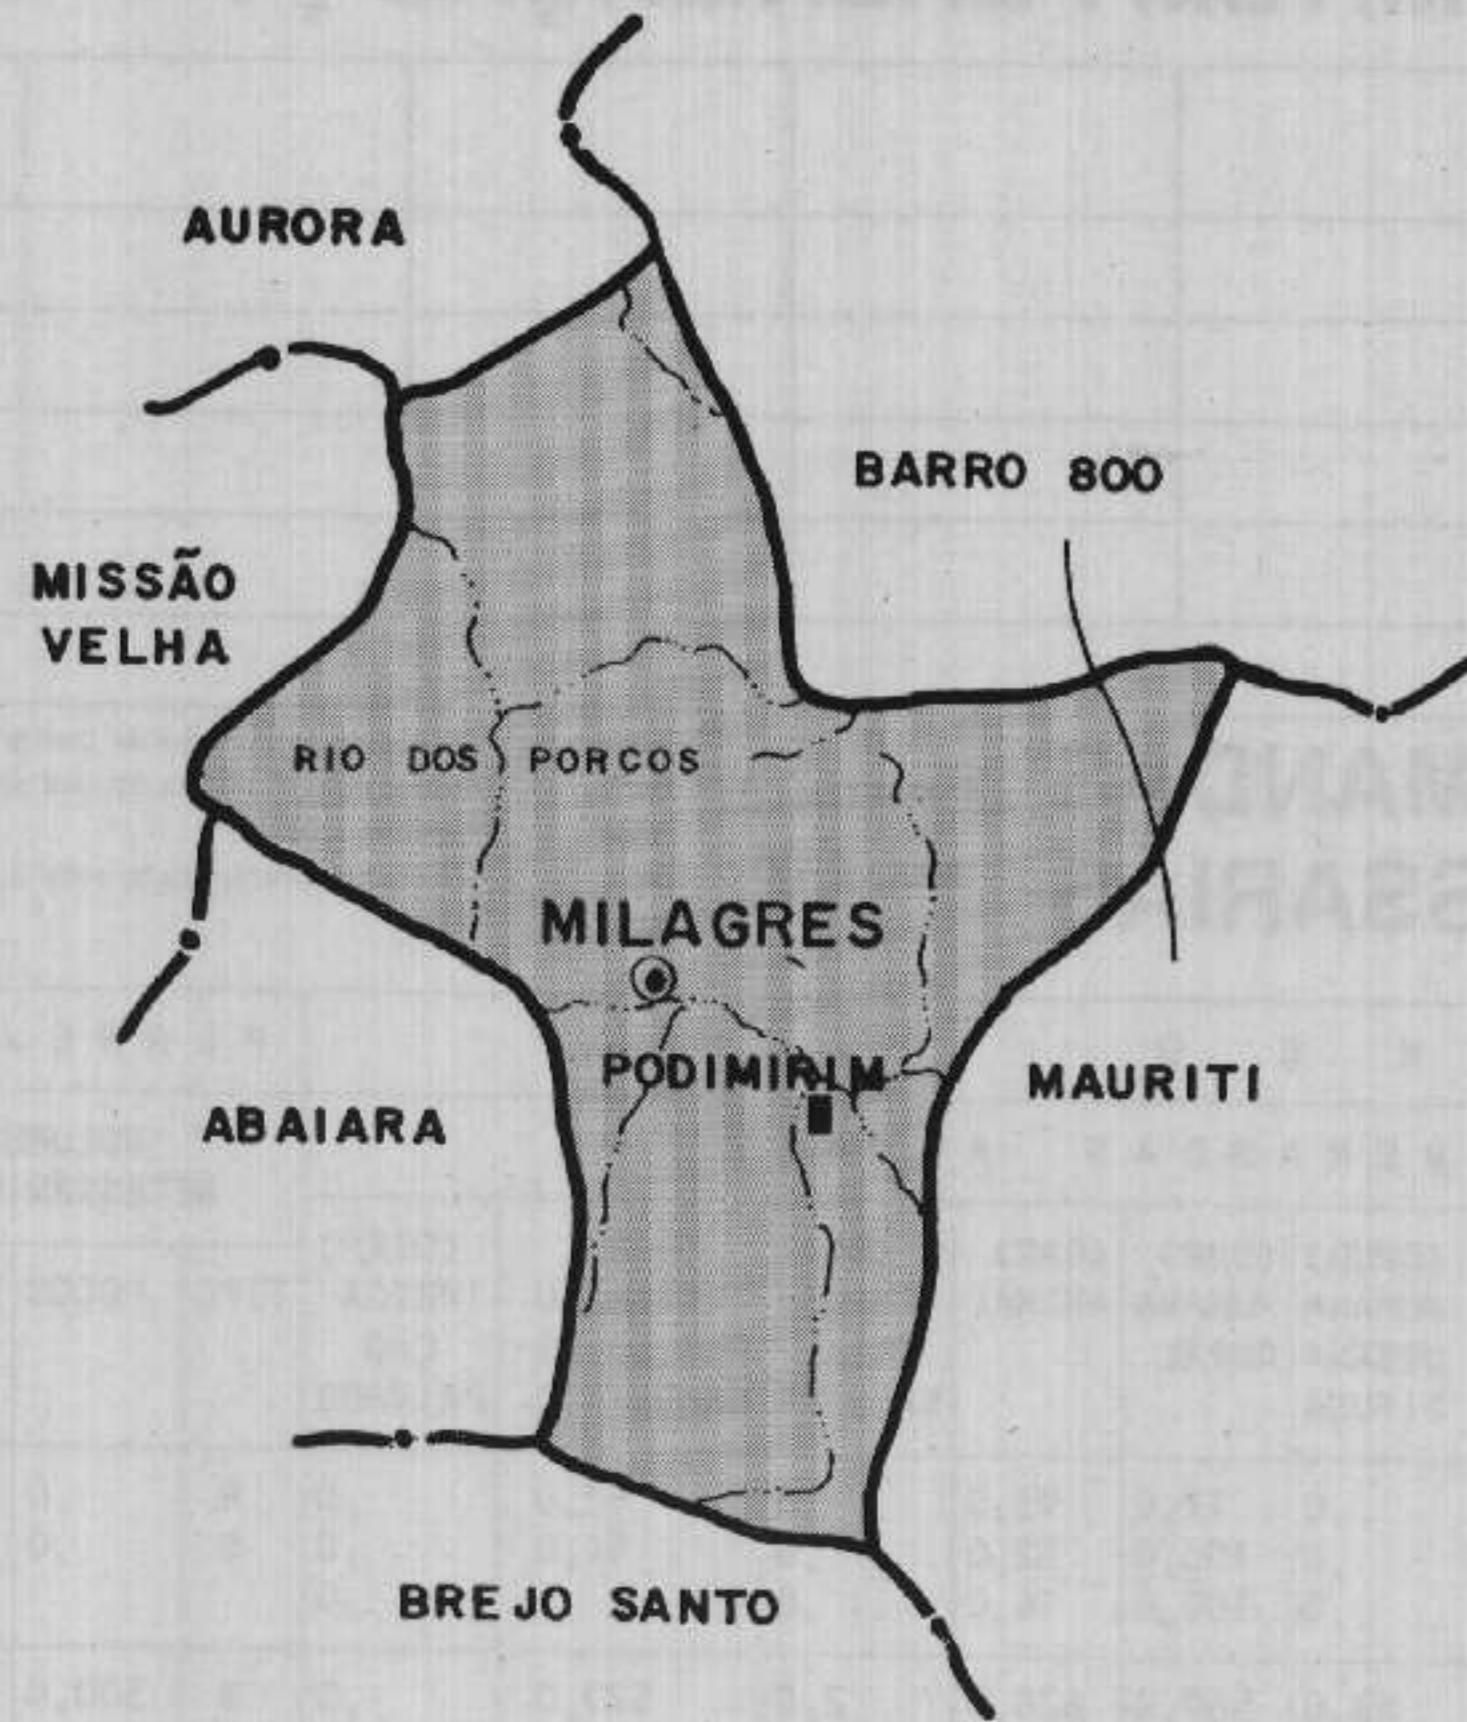 AURORA
BARRO 800
MISSÃO
VELHA
RIO DOS PORCOS
MILAGRES
PODIMIRIM
MAURITI
ABAIARA
BREJO SANTO